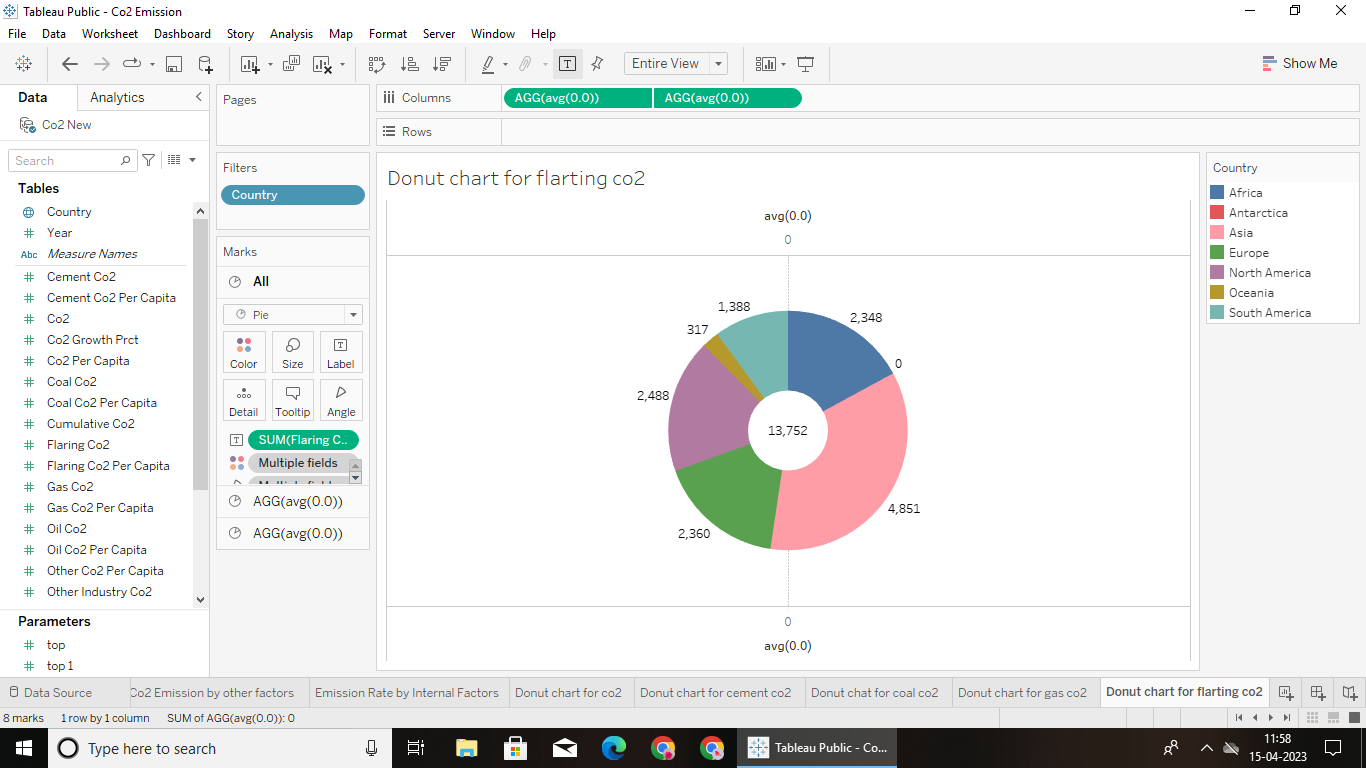 Tableau Public - Co2 Emission
File Data Worksheet Dashboard Story Analysis Map Format Server Window Help
Entire View
Show Me
Data Analytics
Co2 New
Search
Tables
Country
Year
Abc Measure Names
Cement Co2
Cement Co2 Per Capita
Co2
Co2 Growth Prct
Co2 Per Capita
Coal Co2
Coal Co2 Per Capita
Cumulative Co2
Flaring Co2
Flaring Co2 Per Capita
Gas Co2
Gas Co2 Per Capita
Oil Co2
Oil Co2 Per Capita
Other Co2 Per Capita
Other Industry Co2
Parameters
top
top 1
Pages
Filters
Country
Marks
All
Pie
Color Size Label
Detail Tooltip Angle
SUM(Flaring C..
Multiple fields
AGG(avg(0.0))
AGG(avg(0.0))
Columns AGG(avg(0.0)) AGG(avg(0.0))
Rows
Donut chart for flarting co2
avg(0.0)
0
1,388
2,348
317
0
2,488
13,752
4,851
2,360
0
avg(0.0)
Country
Africa
Antarctica
Asia
Europe
North America
Oceania
South America
Data Source Co2 Emission by other factors Emission Rate by Internal Factors Donut chart for co2 Donut chart for cement co2 Donut chat for coal co2 Donut chart for gas co2 Donut chart for flarting co2
8 marks 1 row by 1 column SUM of AGG(avg(0.0)): 0
Type here to search
Tableau Public - Co...
11:58
15-04-2023